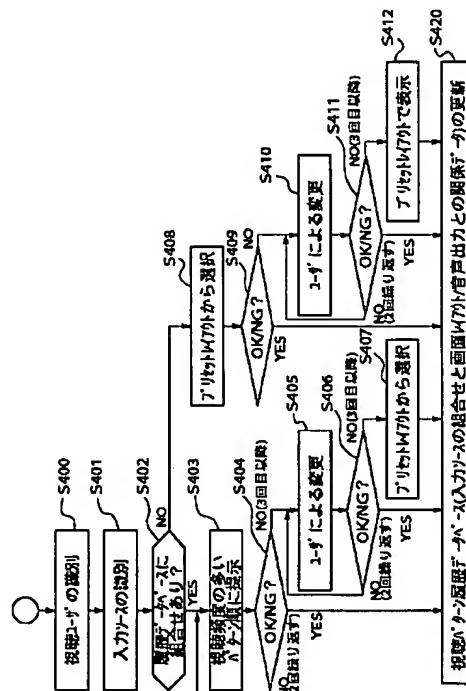 S400
視聴ユーザの識別
S401
入力ソースの識別
S402
履歴データベースに
組合せあり?
NO
YES
S403
視聴頻度の多い
パターン順に提示
S404
OK/NG?
NO(3回目以降)
NO
(2回繰り返す)
YES
S405
ユーザによる変更
S406
OK/NG?
NO(3回目以降)
NO
(2回繰り返す)
YES
S407
プリセットレイアウトから選択
S408
プリセットレイアウトから選択
S409
OK/NG?
NO
YES
S410
ユーザによる変更
S411
OK/NG?
NO(3回目以降)
NO
(2回繰り返す)
YES
S412
プリセットレイアウトで表示
S420
視聴パターン履歴データベース(入力ソースの組合せと画面レイアウト/音声出力との関係データ)の更新